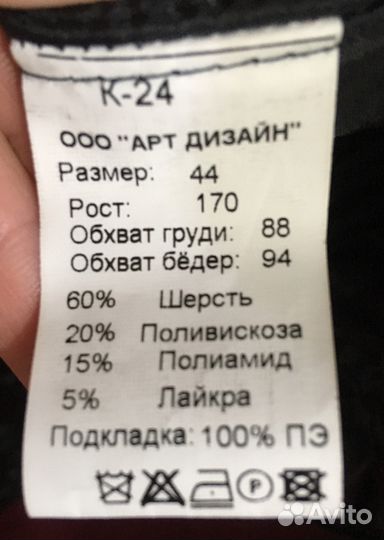 К-24
ООО "АРТ ДИЗАЙН"
Размер: 44
Рост: 170
Обхват груди: 88
Обхват бёдер: 94
60% Шерсть
20% Поливискоза
15% Полиамид
5% Лайкра
Подкладка: 100% ПЭ
P
Avito